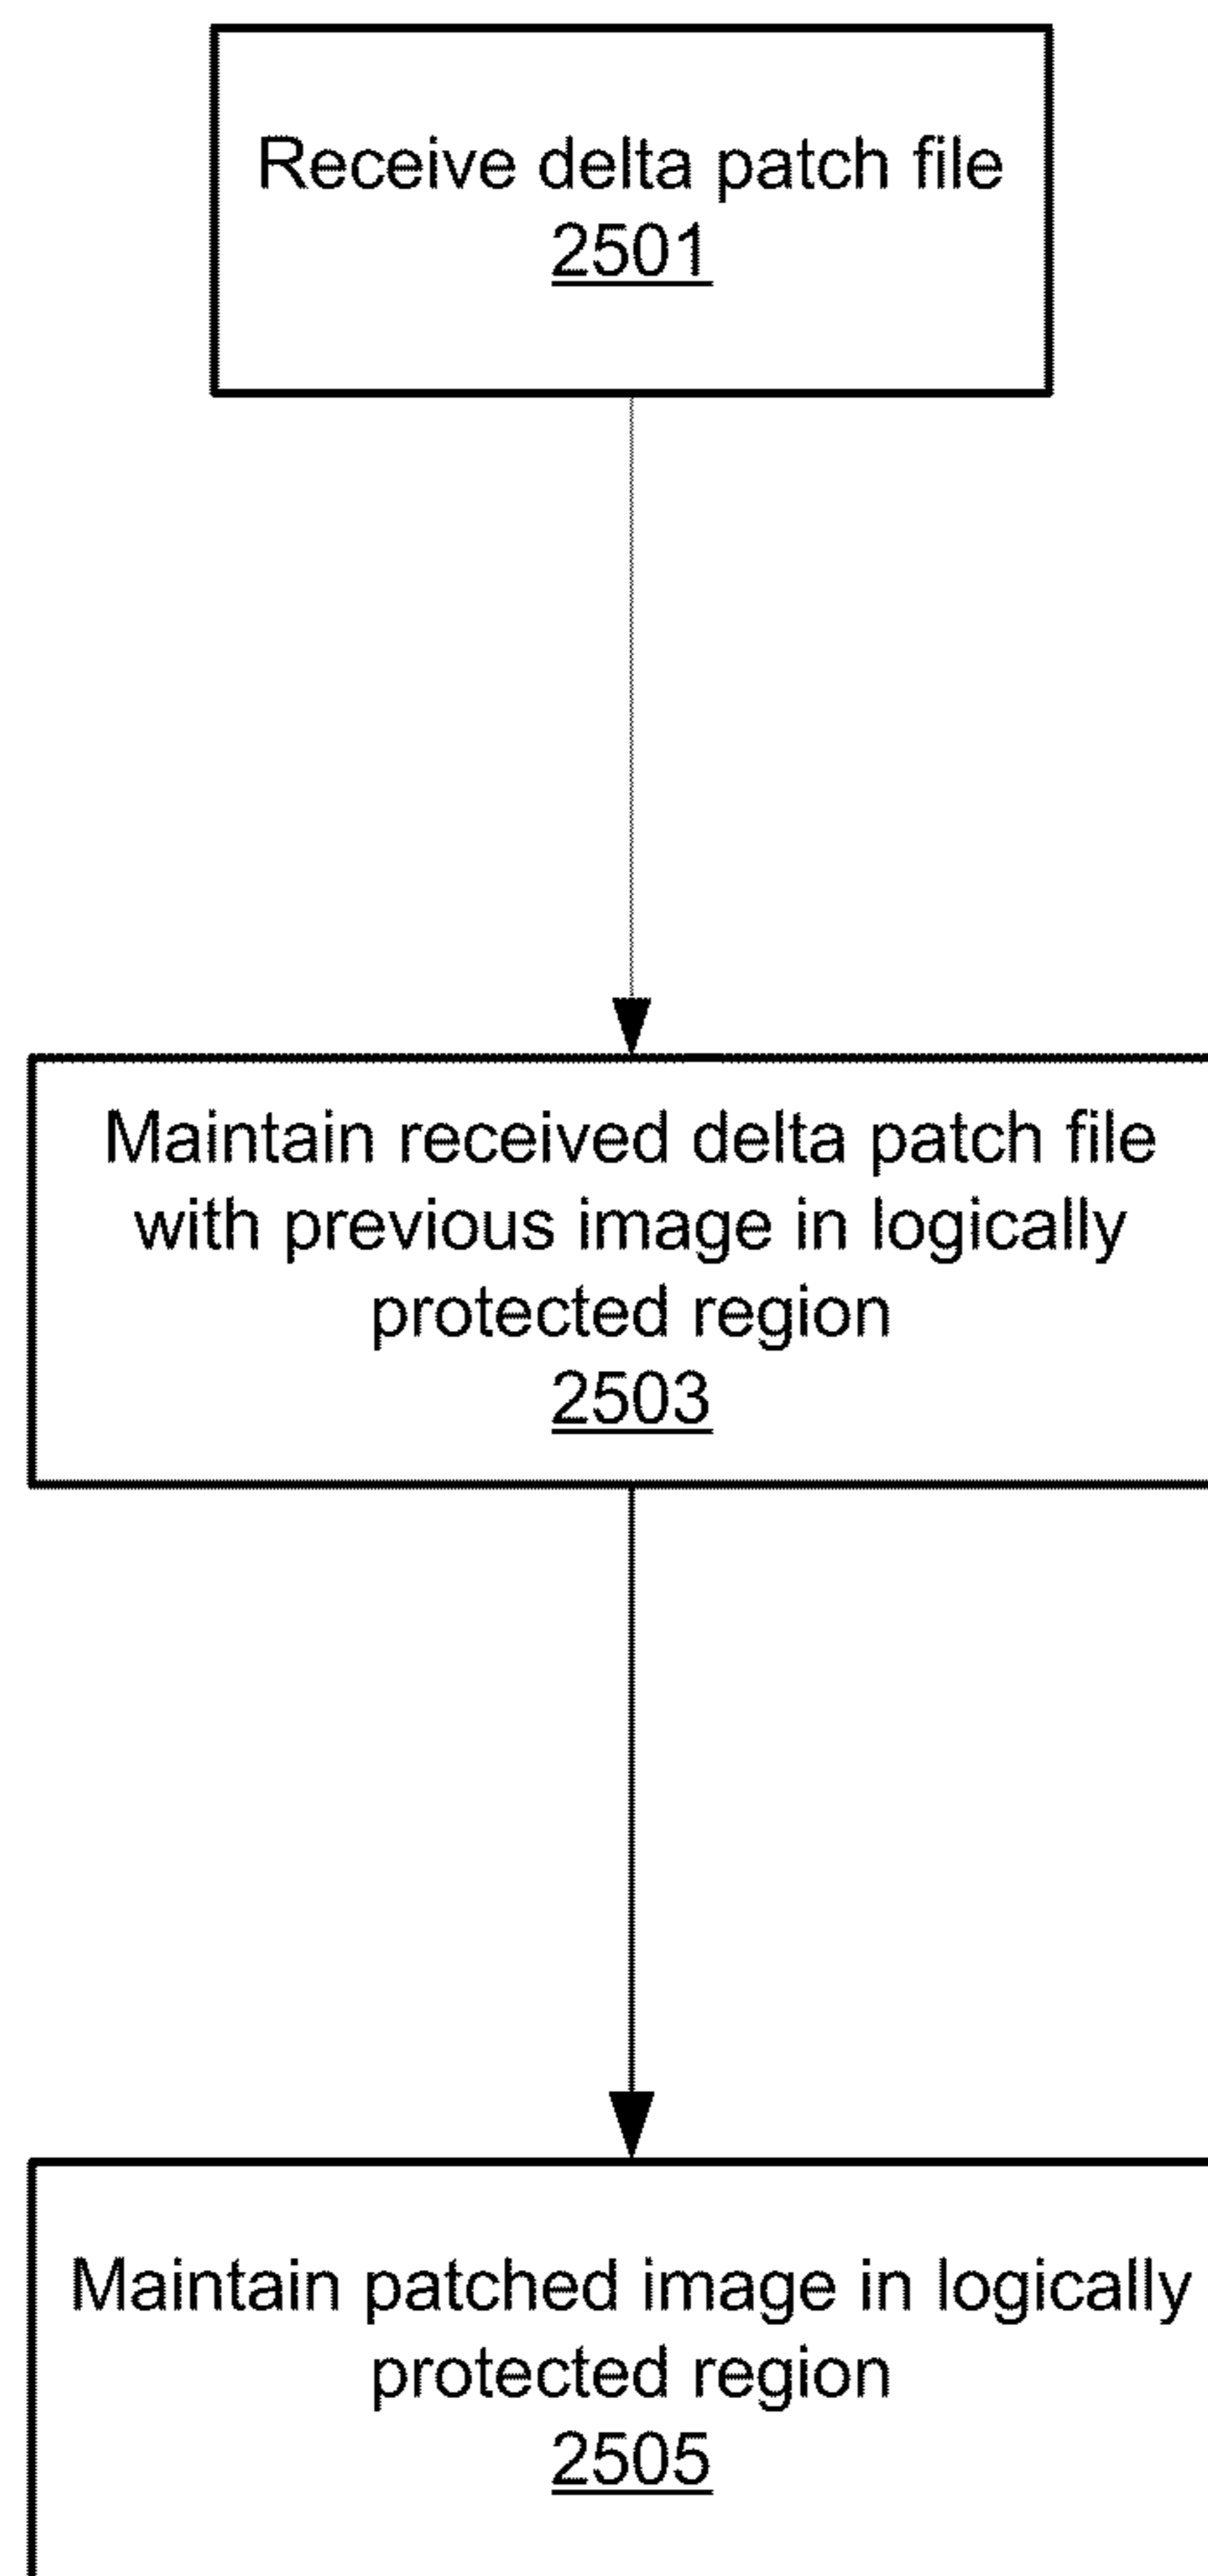 Receive delta patch file
2501
Maintain received delta patch file
with previous image in logically
protected region
2503
Maintain patched image in logically
protected region
2505